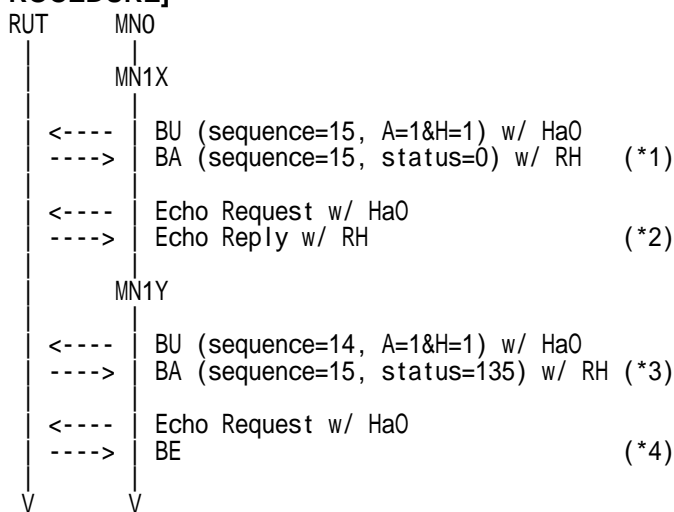 ROCEDURE]
RUT MN0
MN1X
<---- BU (sequence=15, A=1&H=1) w/ HaO
----> BA (sequence=15, status=0) w/ RH (*1)
<---- Echo Request w/ HaO
----> Echo Reply w/ RH (*2)
MN1Y
<---- BU (sequence=14, A=1&H=1) w/ HaO
----> BA (sequence=15, status=135) w/ RH (*3)
<---- Echo Request w/ HaO
----> BE (*4)
V V